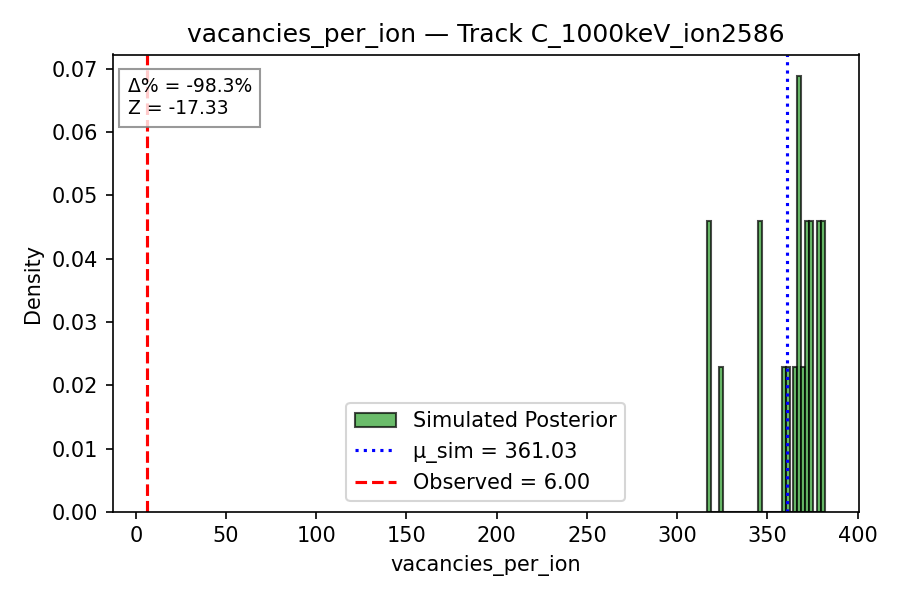 vacancies_per_ion — Track C_1000keV_ion2586
Δ% = -98.3%
Z = -17.33
0.07
0.06
0.05
0.04
0.03
0.02
0.01
0.00
Density
Simulated Posterior
μ_sim = 361.03
Observed = 6.00
0 50 100 150 200 250 300 350 400
vacancies_per_ion